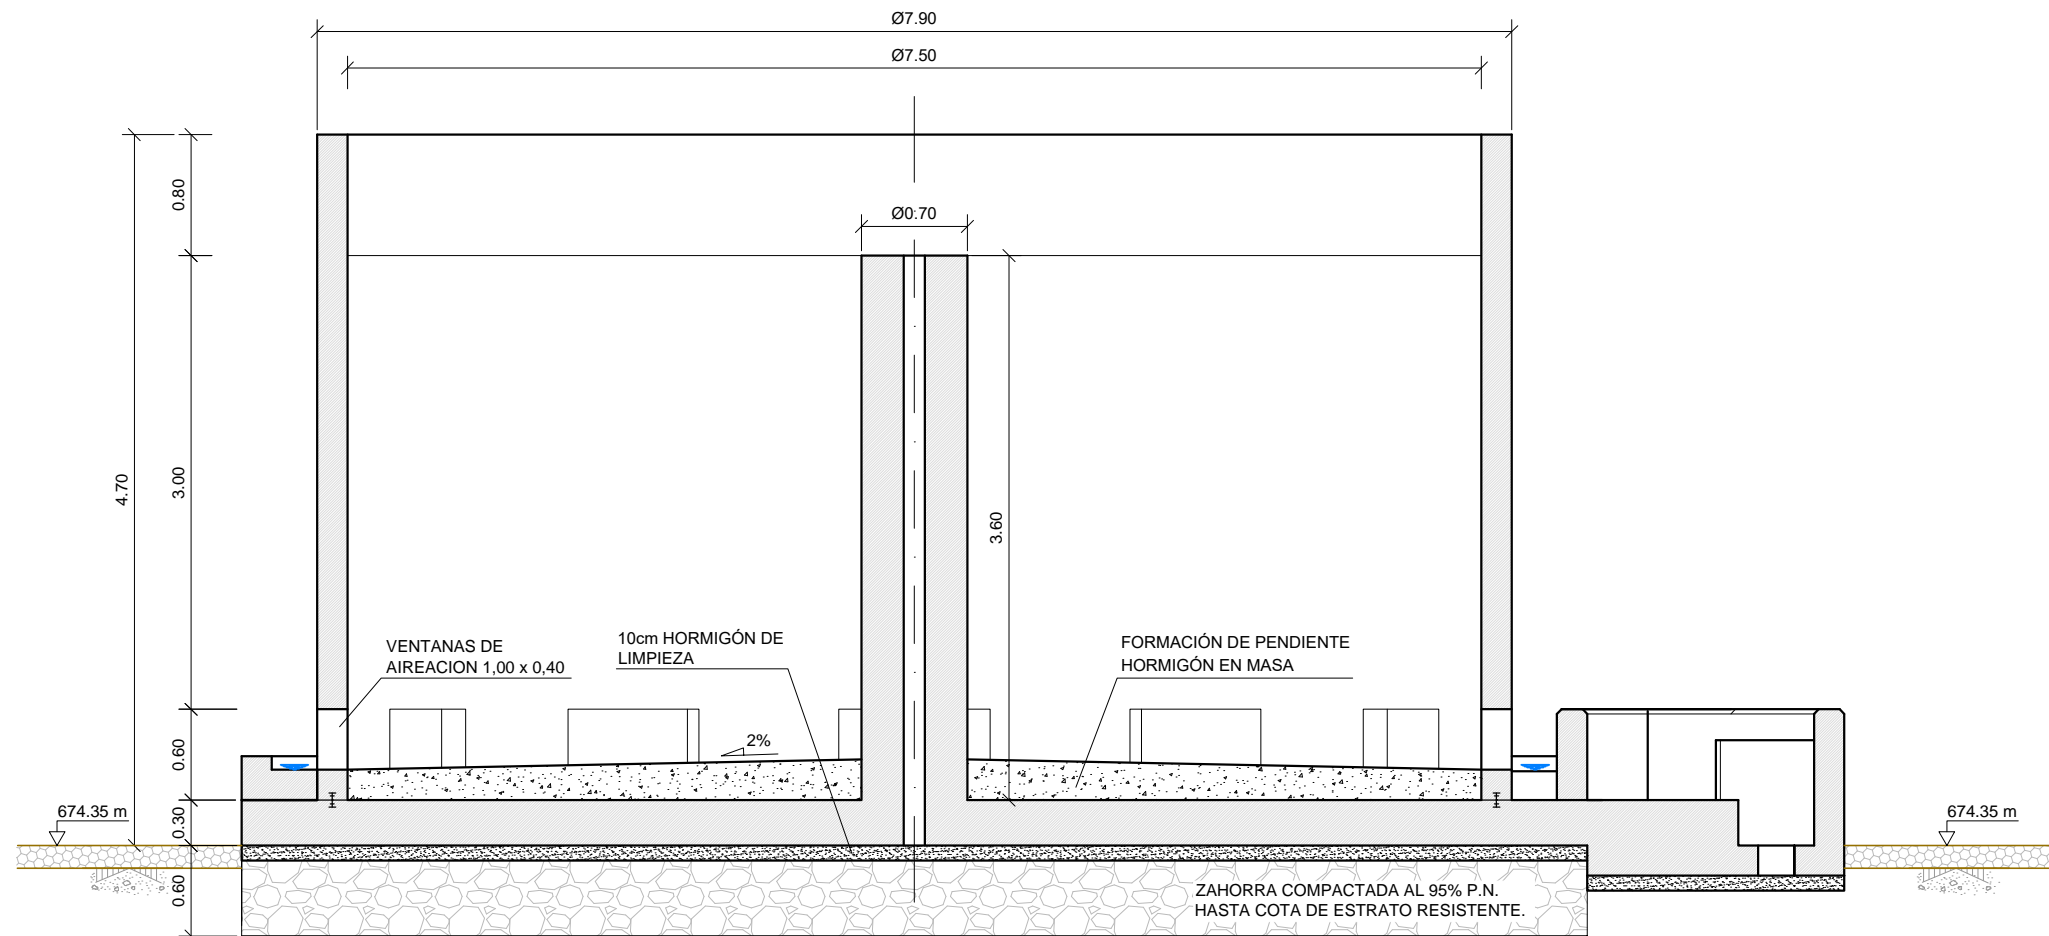 Ø7.90
Ø7.50
0.80
Ø0.70
3.00
4.70
3.60
VENTANAS DE
AIREACION 1,00 x 0,40
10cm HORMIGÓN DE
LIMPIEZA
FORMACIÓN DE PENDIENTE
HORMIGÓN EN MASA
2%
0.60
674.35 m
0.30
674.35 m
0.60
ZAHORRA COMPACTADA AL 95% P.N.
HASTA COTA DE ESTRATO RESISTENTE.